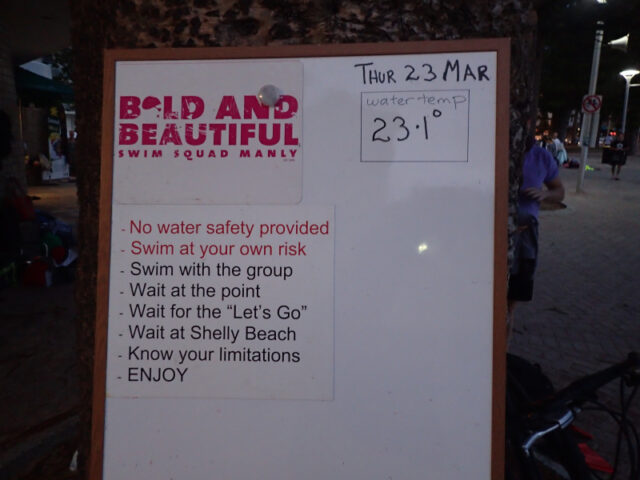 BOLD AND
BEAUTIFUL
SWIM SQUAD MANLY
THUR 23 MAR
water temp
23.1°
- No water safety provided
- Swim at your own risk
- Swim with the group
- Wait at the point
- Wait for the “Let's Go”
- Wait at Shelly Beach
- Know your limitations
- ENJOY